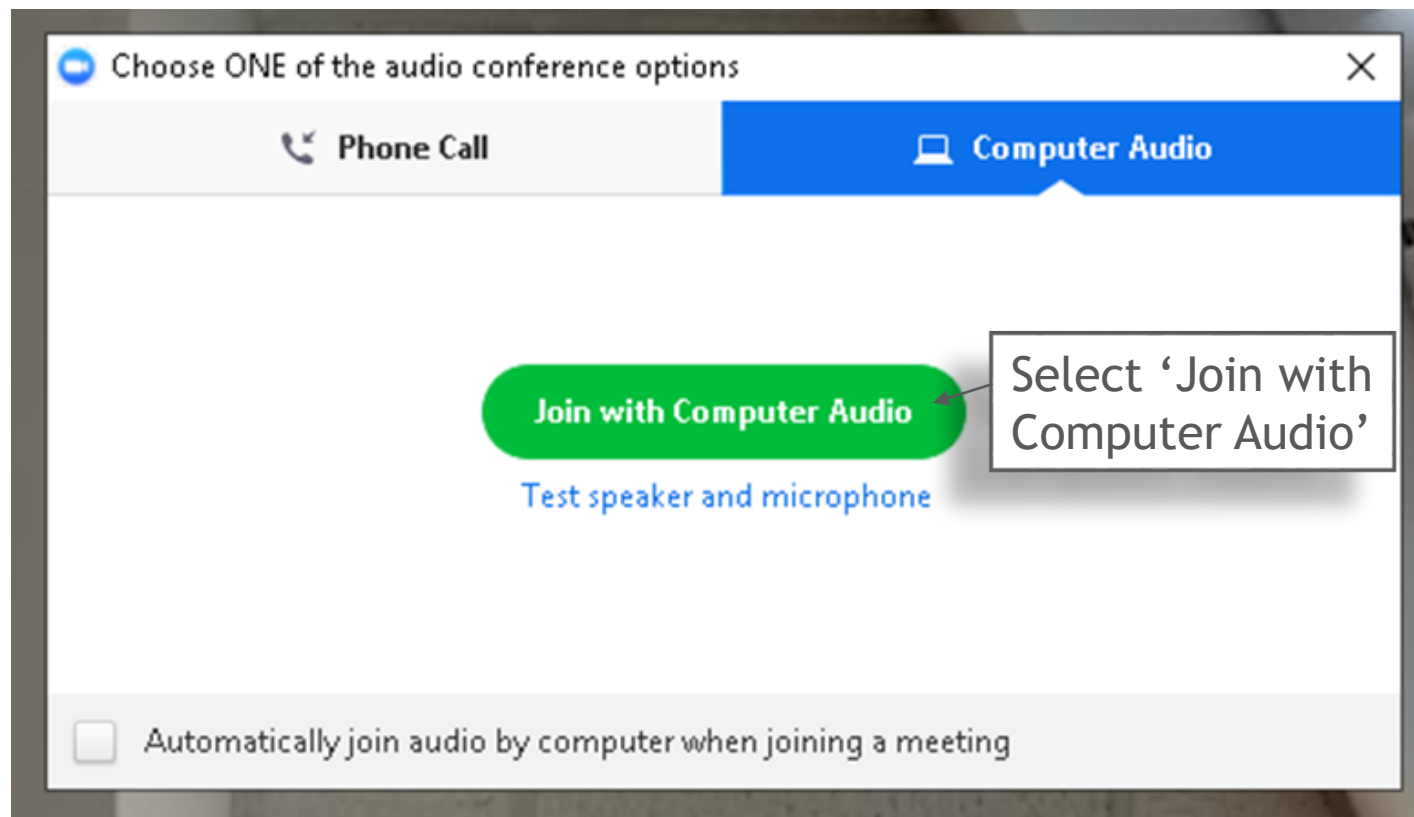 Choose ONE of the audio conference options
Phone Call
Computer Audio
Join with Computer Audio
Select ‘Join with
Computer Audio’
Test speaker and microphone
Automatically join audio by computer when joining a meeting